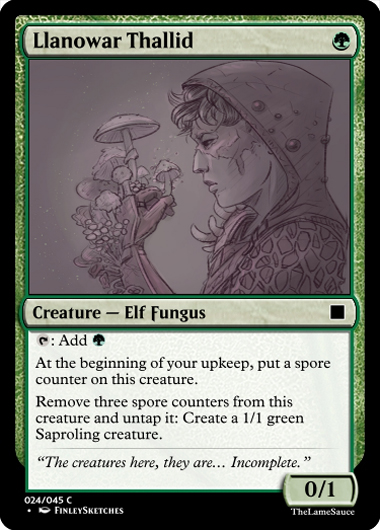 Llanowar Thallid
Creature — Elf Fungus
: Add
At the beginning of your upkeep, put a spore
counter on this creature.
Remove three spore counters from this
creature and untap it: Create a 1/1 green
Saproling creature.
“The creatures here, they are… Incomplete.”
0/1
024/045 C
• FinleySketches
TheLameSauce